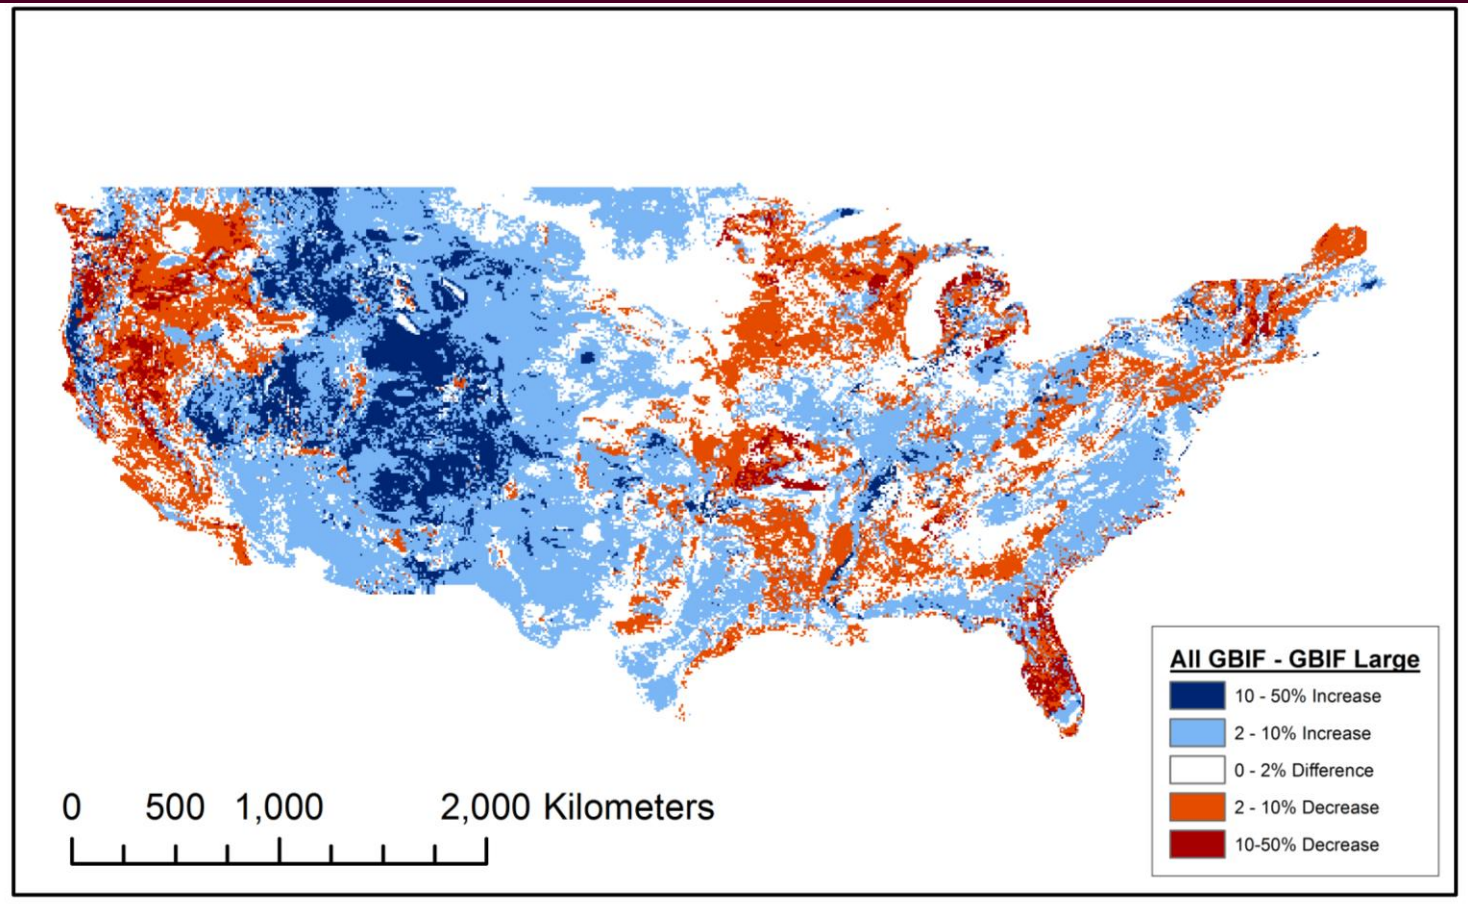 All GBIF - GBIF Large
10 - 50% Increase
2 - 10% Increase
0 - 2% Difference
2 - 10% Decrease
10-50% Decrease
0 500 1,000 2,000 Kilometers